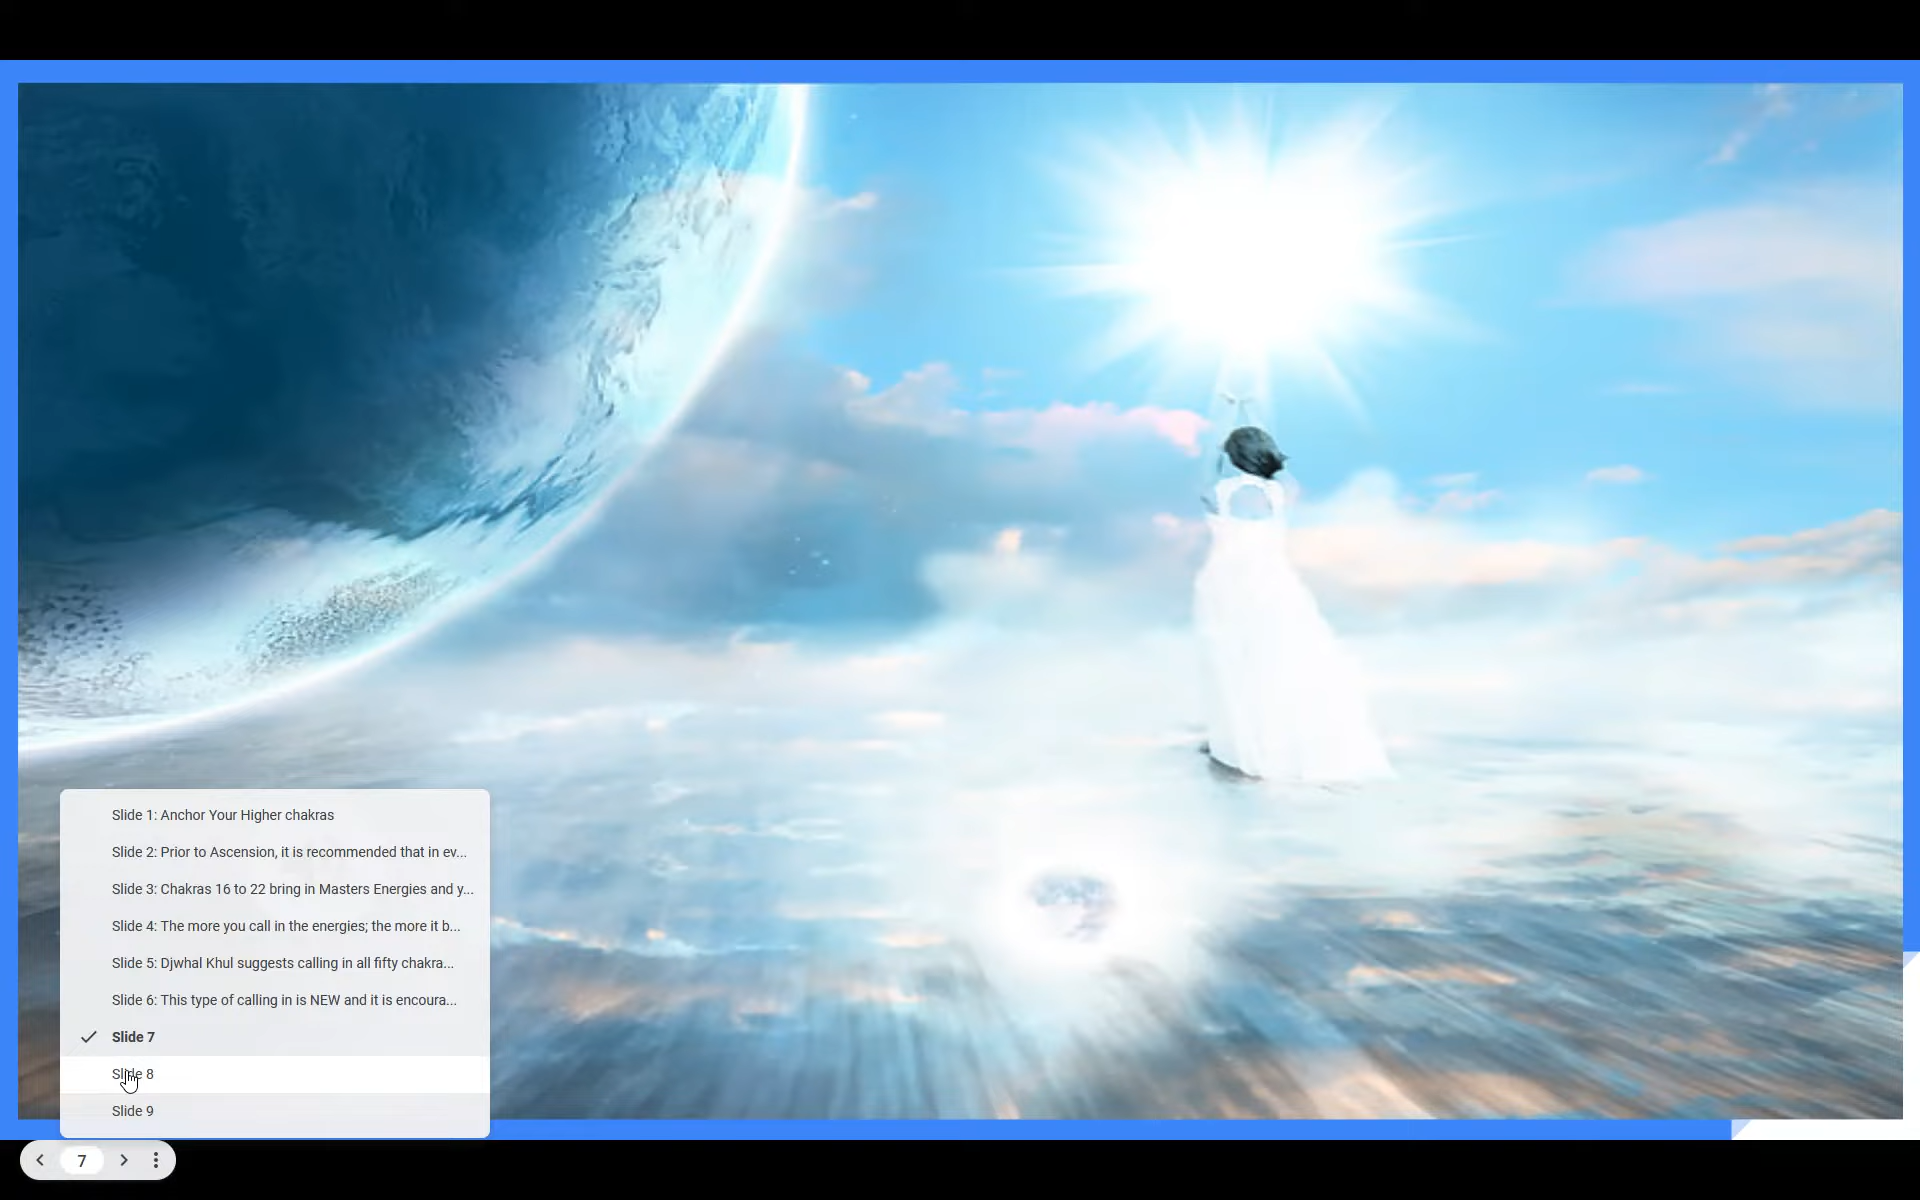 Slide 1: Anchor Your Higher chakras
Slide 2: Prior to Ascension, it is recommended that in ev...
Slide 3: Chakras 16 to 22 bring in Masters Energies and y...
Slide 4: The more you call in the energies; the more it b...
Slide 5: Djwhal Khul suggests calling in all fifty chakra...
Slide 6: This type of calling in is NEW and it is encoura...
Slide 7
Slide 8
Slide 9
7